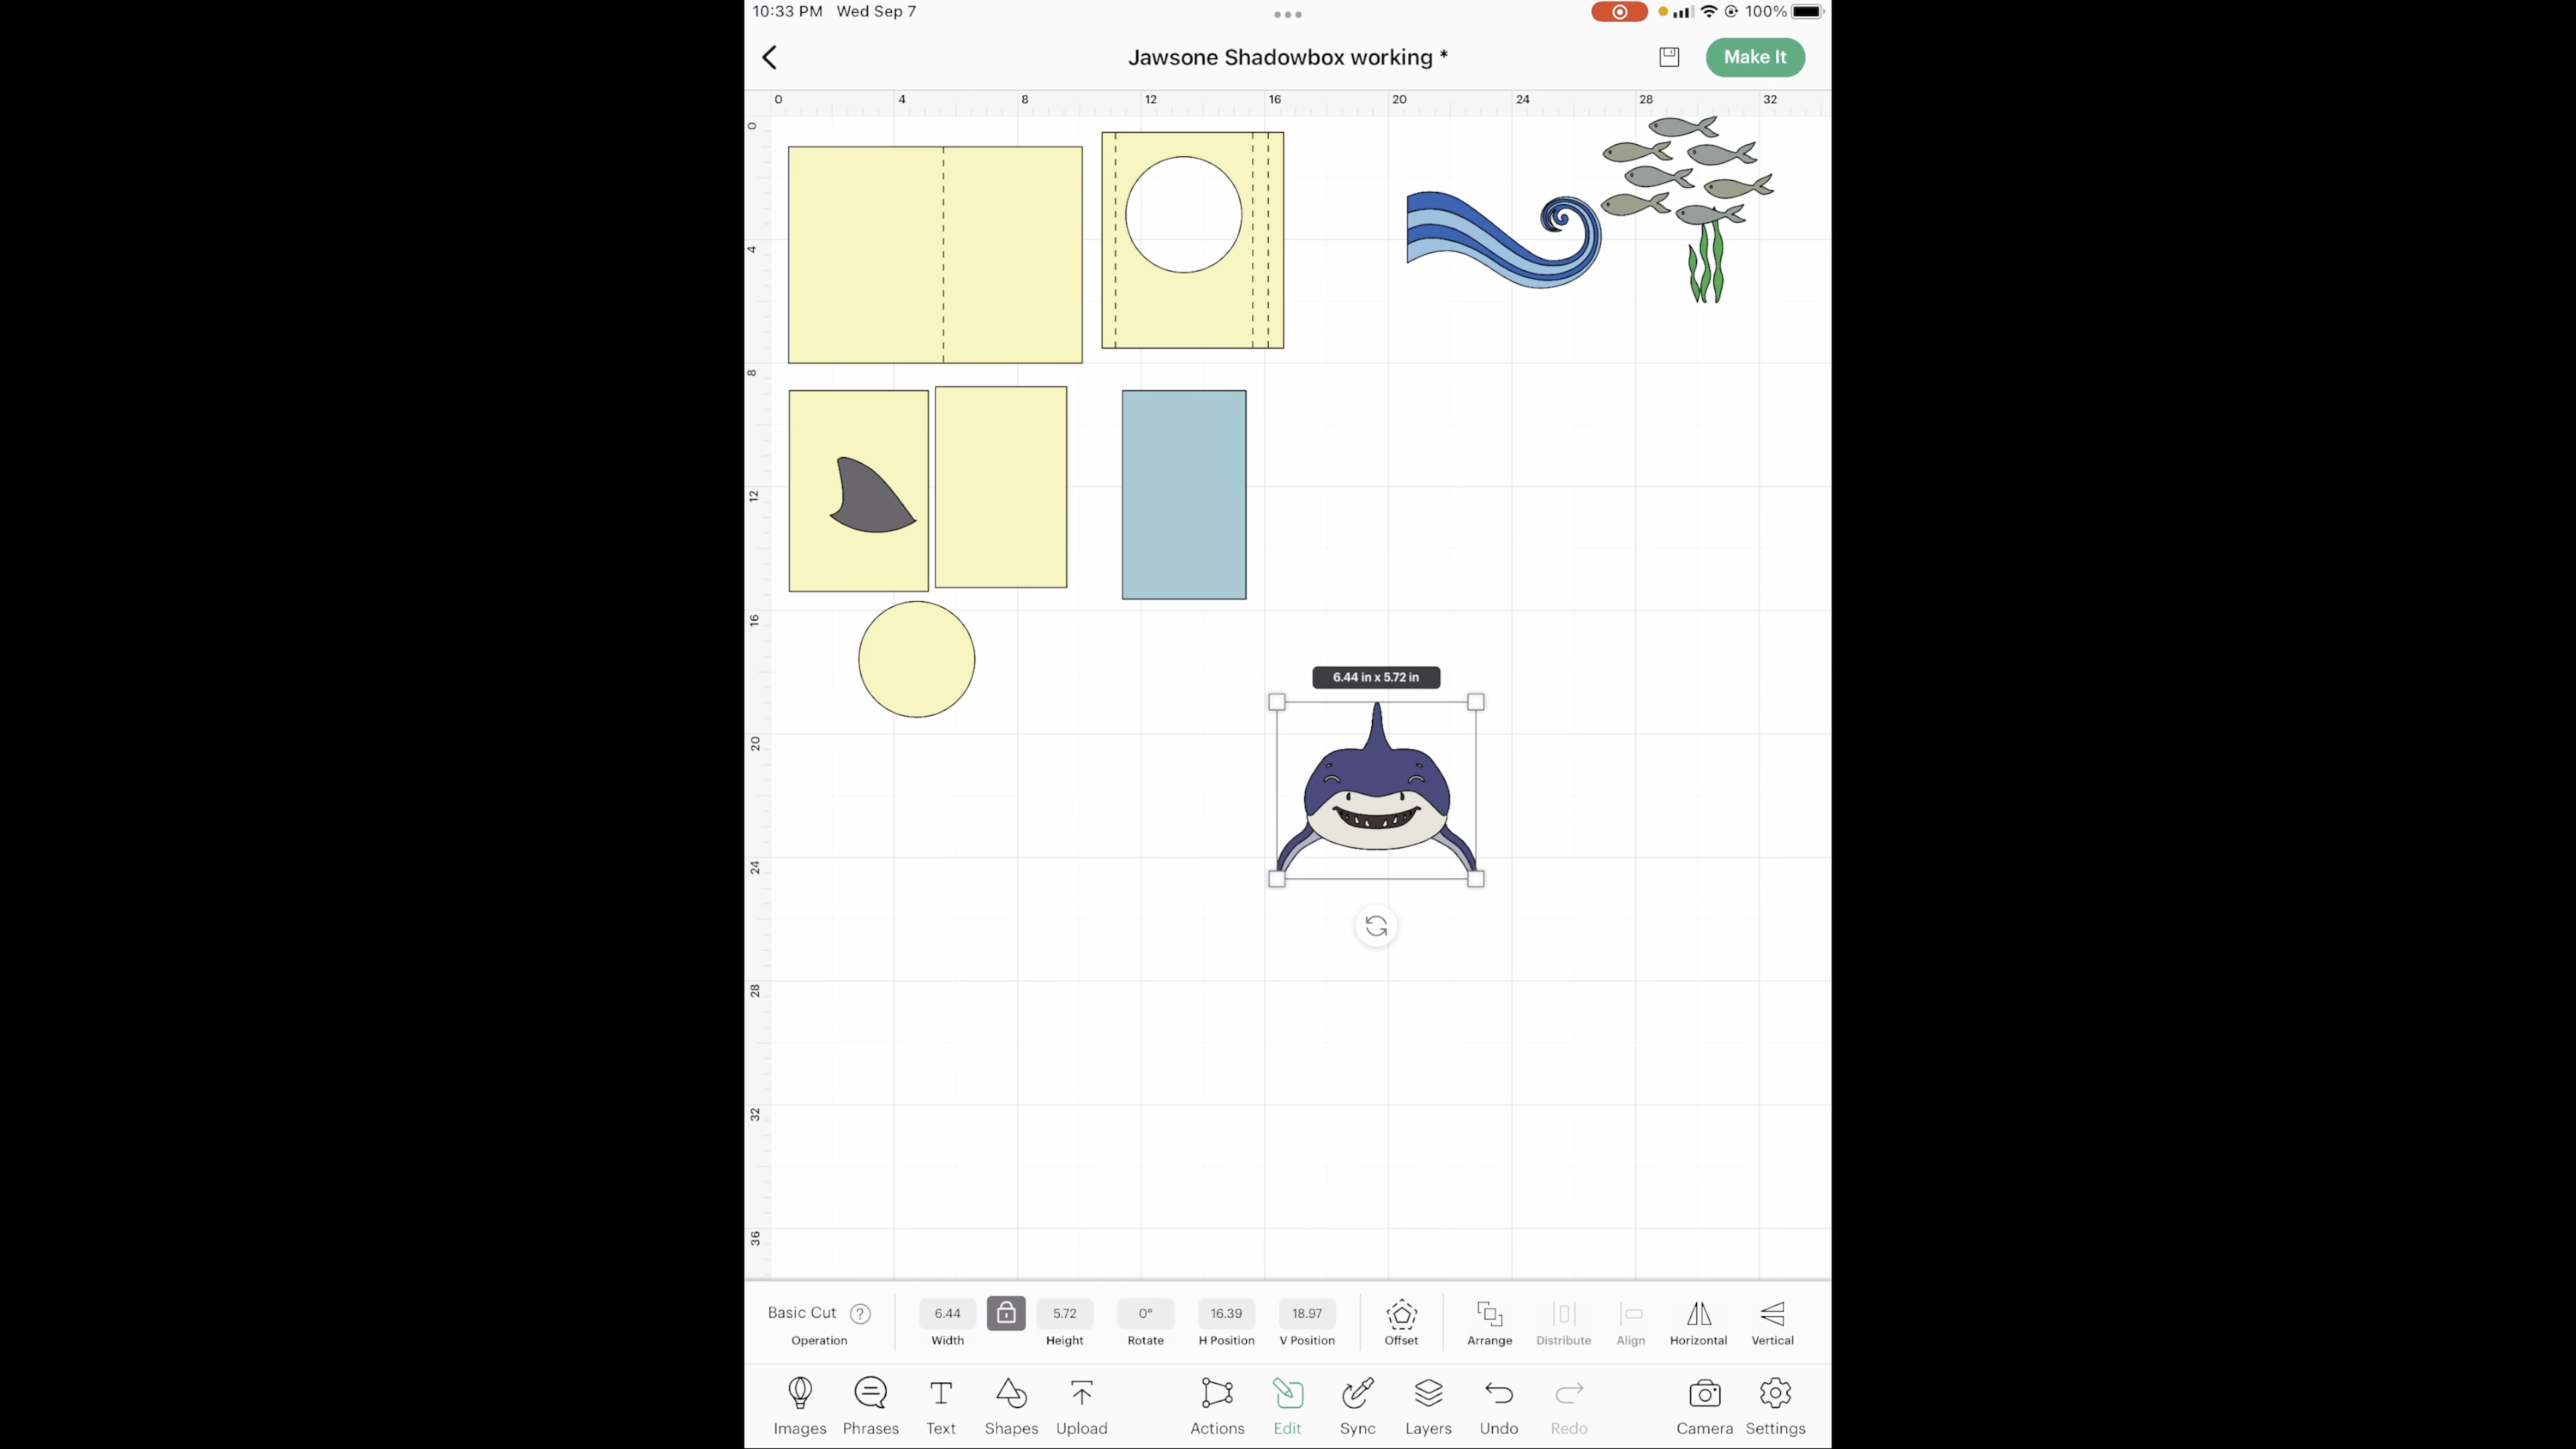 10:33 PM Wed Sep 7
100%
Jawsone Shadowbox working *
Make It
0 4 8 12 16 20 24 28 32
0
4
8
12
16
20
24
28
32
36
6.44 in x 5.72 in
Basic Cut ?
Operation
6.44
Width
5.72
Height
0°
Rotate
16.39
H Position
18.97
V Position
Offset
Arrange
Distribute
Align
Horizontal
Vertical
Images
Phrases
Text
Shapes
Upload
Actions
Edit
Sync
Layers
Undo
Redo
Camera
Settings